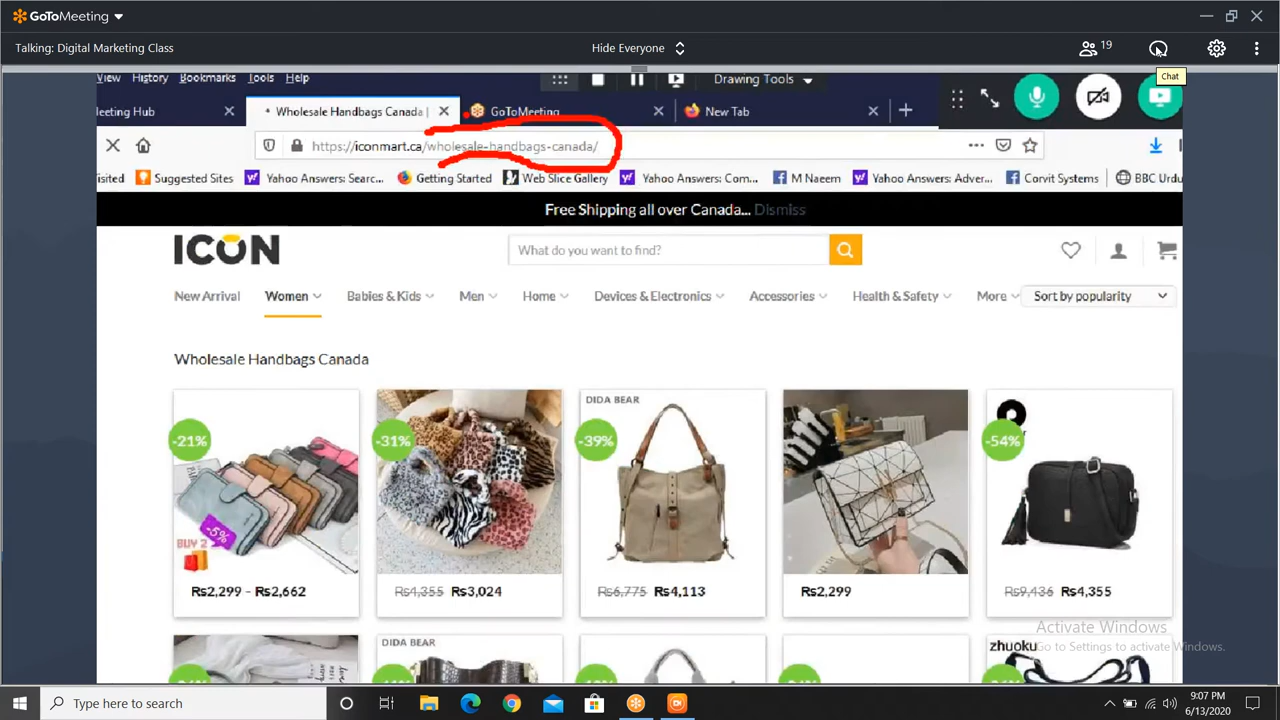 GoToMeeting
Talking: Digital Marketing Class
Hide Everyone
19
Chat
View History Bookmarks Tools Help
Drawing Tools
eeting Hub
Wholesale Handbags Canada |
GoToMeeting
New Tab
https://iconmart.ca/wholesale-handbags-canada/
isited
Suggested Sites
Yahoo Answers: Searc...
Getting Started
Web Slice Gallery
Yahoo Answers: Com...
M Naeem
Yahoo Answers: Adver...
Corvit Systems
BBC Urdu
Free Shipping all over Canada... Dismiss
ICON
What do you want to find?
New Arrival
Women
Babies & Kids
Men
Home
Devices & Electronics
Accessories
Health & Safety
More
Sort by popularity
Wholesale Handbags Canada
-21%
-5%
BUY 2
₨2,299 – ₨2,662
-31%
₨4,355 ₨3,024
DIDA BEAR
-39%
₨6,775 ₨4,113
₨2,299
-54%
₨9,436 ₨4,355
DIDA BEAR
zhuoku
Activate Windows
Go to Settings to activate Windows.
Type here to search
9:07 PM
6/13/2020